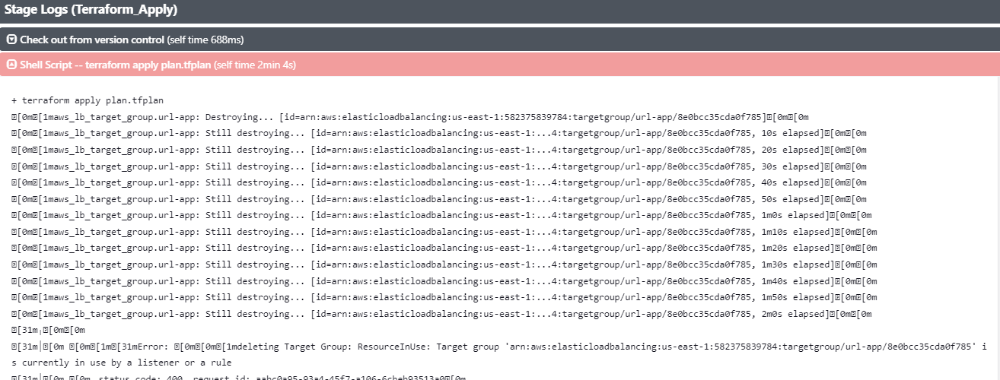 Stage Logs (Terraform_Apply)
Check out from version control (self time 688ms)
Shell Script -- terraform apply plan.tfplan (self time 2min 4s)
+ terraform apply plan.tfplan
[0m[1maws_lb_target_group.url-app: Destroying... [id=arn:aws:elasticloadbalancing:us-east-1:582375839784:targetgroup/url-app/8e0bcc35cda0f785][0m[0m
[0m[1maws_lb_target_group.url-app: Still destroying... [id=arn:aws:elasticloadbalancing:us-east-1:...4:targetgroup/url-app/8e0bcc35cda0f785, 10s elapsed][0m[0m
[0m[1maws_lb_target_group.url-app: Still destroying... [id=arn:aws:elasticloadbalancing:us-east-1:...4:targetgroup/url-app/8e0bcc35cda0f785, 20s elapsed][0m[0m
[0m[1maws_lb_target_group.url-app: Still destroying... [id=arn:aws:elasticloadbalancing:us-east-1:...4:targetgroup/url-app/8e0bcc35cda0f785, 30s elapsed][0m[0m
[0m[1maws_lb_target_group.url-app: Still destroying... [id=arn:aws:elasticloadbalancing:us-east-1:...4:targetgroup/url-app/8e0bcc35cda0f785, 40s elapsed][0m[0m
[0m[1maws_lb_target_group.url-app: Still destroying... [id=arn:aws:elasticloadbalancing:us-east-1:...4:targetgroup/url-app/8e0bcc35cda0f785, 50s elapsed][0m[0m
[0m[1maws_lb_target_group.url-app: Still destroying... [id=arn:aws:elasticloadbalancing:us-east-1:...4:targetgroup/url-app/8e0bcc35cda0f785, 1m0s elapsed][0m[0m
[0m[1maws_lb_target_group.url-app: Still destroying... [id=arn:aws:elasticloadbalancing:us-east-1:...4:targetgroup/url-app/8e0bcc35cda0f785, 1m10s elapsed][0m[0m
[0m[1maws_lb_target_group.url-app: Still destroying... [id=arn:aws:elasticloadbalancing:us-east-1:...4:targetgroup/url-app/8e0bcc35cda0f785, 1m20s elapsed][0m[0m
[0m[1maws_lb_target_group.url-app: Still destroying... [id=arn:aws:elasticloadbalancing:us-east-1:...4:targetgroup/url-app/8e0bcc35cda0f785, 1m30s elapsed][0m[0m
[0m[1maws_lb_target_group.url-app: Still destroying... [id=arn:aws:elasticloadbalancing:us-east-1:...4:targetgroup/url-app/8e0bcc35cda0f785, 1m40s elapsed][0m[0m
[0m[1maws_lb_target_group.url-app: Still destroying... [id=arn:aws:elasticloadbalancing:us-east-1:...4:targetgroup/url-app/8e0bcc35cda0f785, 1m50s elapsed][0m[0m
[0m[1maws_lb_target_group.url-app: Still destroying... [id=arn:aws:elasticloadbalancing:us-east-1:...4:targetgroup/url-app/8e0bcc35cda0f785, 2m0s elapsed][0m[0m
[31m╷[0m[0m
[31m│[0m [0m[1m[31mError: [0m[0m[1mdeleting Target Group: ResourceInUse: Target group 'arn:aws:elasticloadbalancing:us-east-1:582375839784:targetgroup/url-app/8e0bcc35cda0f785' i
s currently in use by a listener or a rule
[31m│[0m [0m status code: 400, request id: aabc0a95-93a4-45f7-a106-6cbeb93513a0[0m